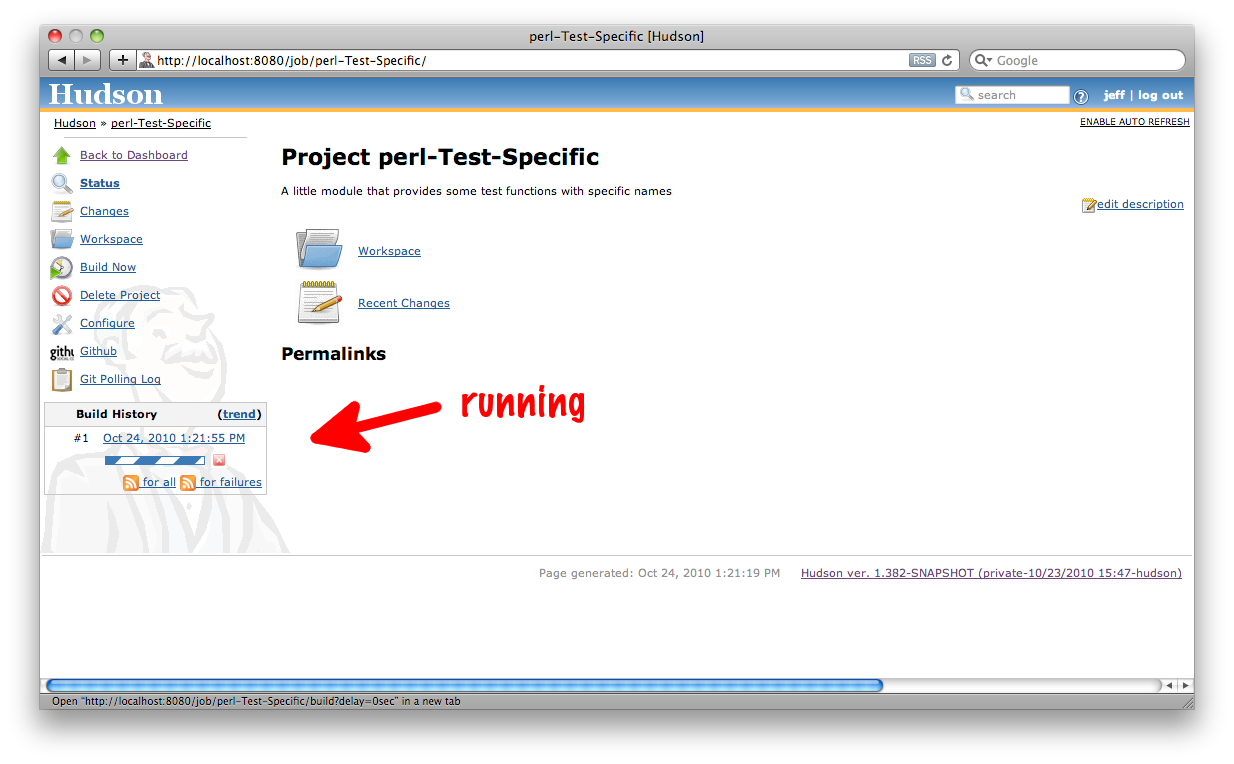 perl-Test-Specific [Hudson]
http://localhost:8080/job/perl-Test-Specific/
RSS
Google
Hudson
search
? jeff | log out
Hudson » perl-Test-Specific
ENABLE AUTO REFRESH
Back to Dashboard
Status
Changes
Workspace
Build Now
Delete Project
Configure
Github
Git Polling Log
Project perl-Test-Specific
A little module that provides some test functions with specific names
edit description
Workspace
Recent Changes
Permalinks
running
Build History (trend)
#1 Oct 24, 2010 1:21:55 PM
for all for failures
Page generated: Oct 24, 2010 1:21:19 PM Hudson ver. 1.382-SNAPSHOT (private-10/23/2010 15:47-hudson)
Open "http://localhost:8080/job/perl-Test-Specific/build?delay=0sec" in a new tab